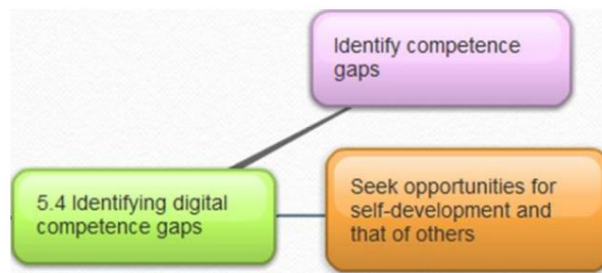 Identify competence
gaps
5.4 Identifying digital
competence gaps
Seek opportunities for
self-development and
that of others